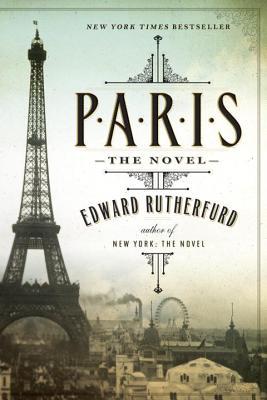 NEW YORK TIMES BESTSELLER
P·A·R·I·S
THE NOVEL
EDWARD RUTHERFURD
author of
NEW YORK: THE NOVEL